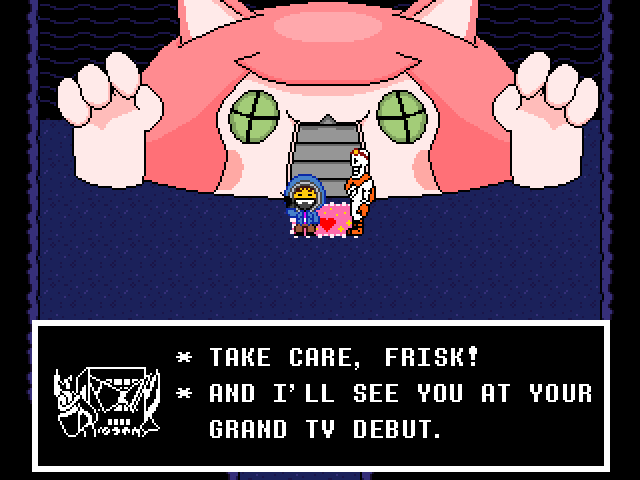 * TAKE CARE, FRISK!
* AND I'LL SEE YOU AT YOUR
GRAND TV DEBUT.